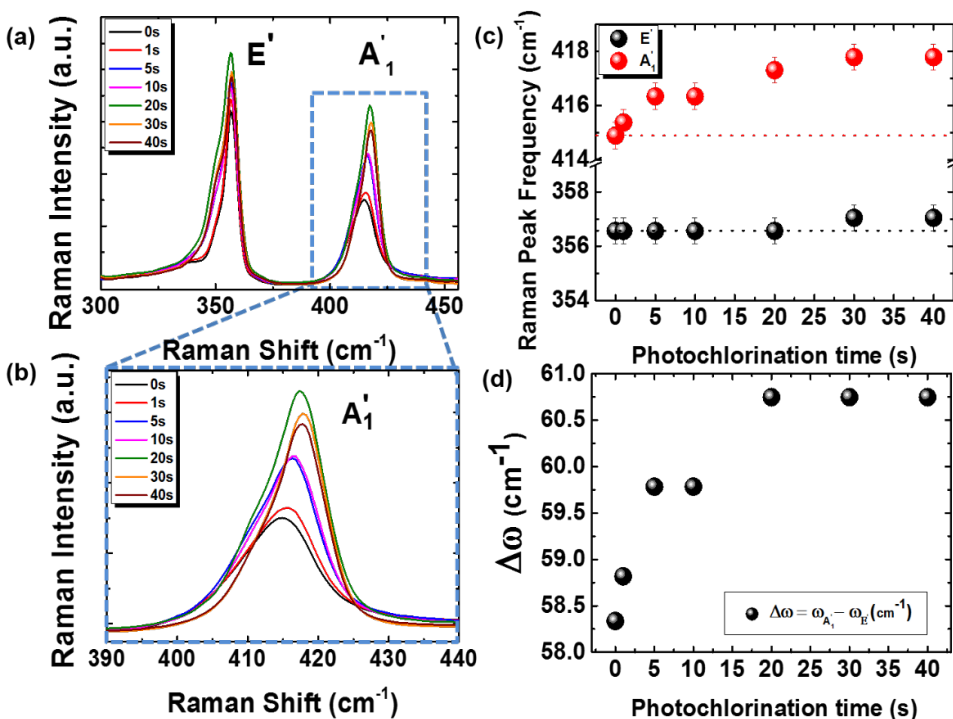 (a)
Raman Intensity (a.u.)
0s
1s
5s
10s
20s
30s
40s
E'
A'₁
300 350 400 450
Raman Shift (cm⁻¹)
(b)
Raman Intensity (a.u.)
0s
1s
5s
10s
20s
30s
40s
A'₁
390 400 410 420 430 440
Raman Shift (cm⁻¹)
(c)
Raman Peak Frequency (cm⁻¹)
E'
A'₁
418
416
414
358
356
354
0 5 10 15 20 25 30 35 40
Photochlorination time (s)
(d)
Δω (cm⁻¹)
61.0
60.5
60.0
59.5
59.0
58.5
58.0
Δω = ω_A'₁ − ω_E' (cm⁻¹)
0 5 10 15 20 25 30 35 40
Photochlorination time (s)